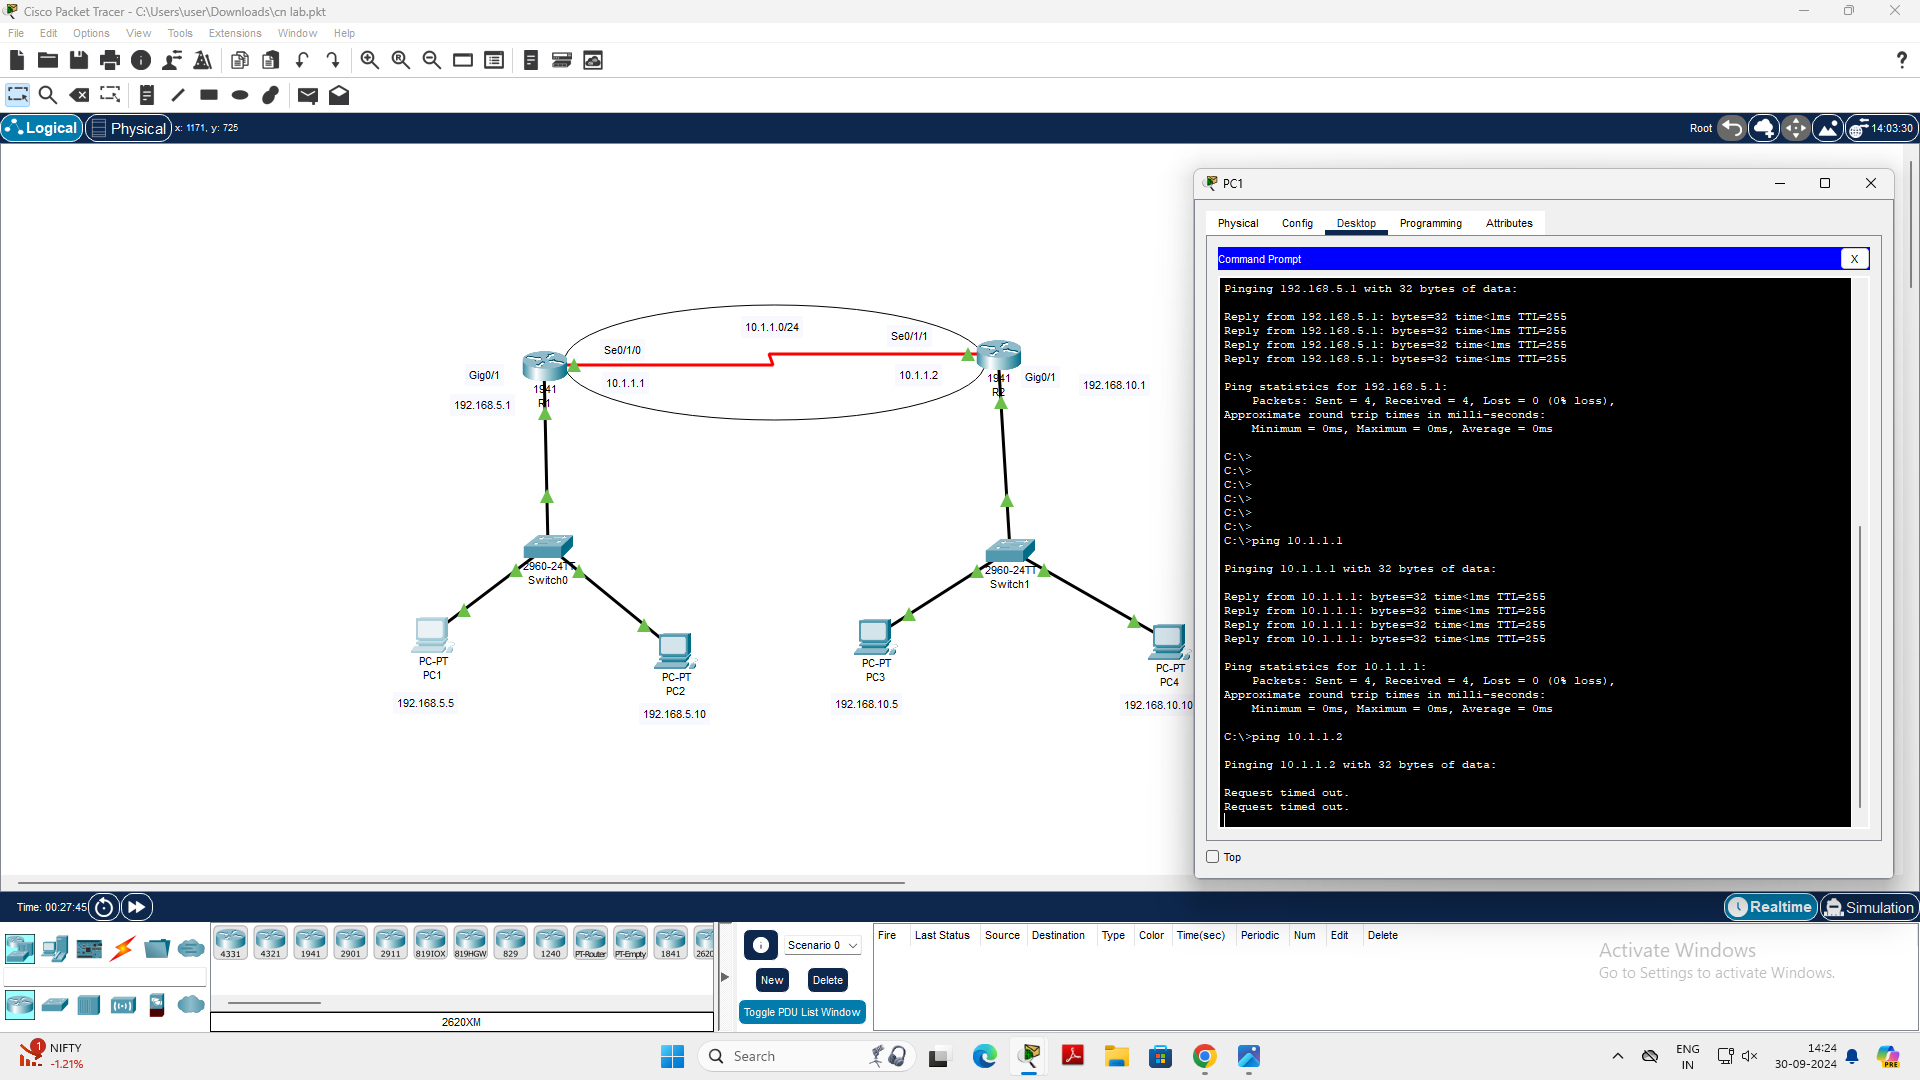 Cisco Packet Tracer - C:\Users\user\Downloads\cn lab.pkt
File Edit Options View Tools Extensions Window Help
Logical Physical x: 1171, y: 725
Root 14:03:30
10.1.1.0/24
Se0/1/0
Se0/1/1
Gig0/1
10.1.1.1
10.1.1.2
Gig0/1
192.168.10.1
192.168.5.1
1941
R1
1941
R2
2960-24TT
Switch0
2960-24TT
Switch1
PC-PT
PC1
192.168.5.5
PC-PT
PC2
192.168.5.10
PC-PT
PC3
192.168.10.5
PC-PT
PC4
192.168.10.10
PC1
Physical Config Desktop Programming Attributes
Command Prompt X
Pinging 192.168.5.1 with 32 bytes of data:
Reply from 192.168.5.1: bytes=32 time<1ms TTL=255
Reply from 192.168.5.1: bytes=32 time<1ms TTL=255
Reply from 192.168.5.1: bytes=32 time<1ms TTL=255
Reply from 192.168.5.1: bytes=32 time<1ms TTL=255
Ping statistics for 192.168.5.1:
Packets: Sent = 4, Received = 4, Lost = 0 (0% loss),
Approximate round trip times in milli-seconds:
Minimum = 0ms, Maximum = 0ms, Average = 0ms
C:\>
C:\>
C:\>
C:\>
C:\>
C:\>
C:\>ping 10.1.1.1
Pinging 10.1.1.1 with 32 bytes of data:
Reply from 10.1.1.1: bytes=32 time<1ms TTL=255
Reply from 10.1.1.1: bytes=32 time<1ms TTL=255
Reply from 10.1.1.1: bytes=32 time<1ms TTL=255
Reply from 10.1.1.1: bytes=32 time<1ms TTL=255
Ping statistics for 10.1.1.1:
Packets: Sent = 4, Received = 4, Lost = 0 (0% loss),
Approximate round trip times in milli-seconds:
Minimum = 0ms, Maximum = 0ms, Average = 0ms
C:\>ping 10.1.1.2
Pinging 10.1.1.2 with 32 bytes of data:
Request timed out.
Request timed out.
Top
Time: 00:27:45
Realtime Simulation
4331 4321 1941 2901 2911 819IOX 819HGW 829 1240 PT-Router PT-Empty 1841 2620
2620XM
Scenario 0
New Delete
Toggle PDU List Window
Fire Last Status Source Destination Type Color Time(sec) Periodic Num Edit Delete
Activate Windows
Go to Settings to activate Windows.
1
NIFTY
-1.21%
Search
ENG
IN
14:24
30-09-2024
PRE